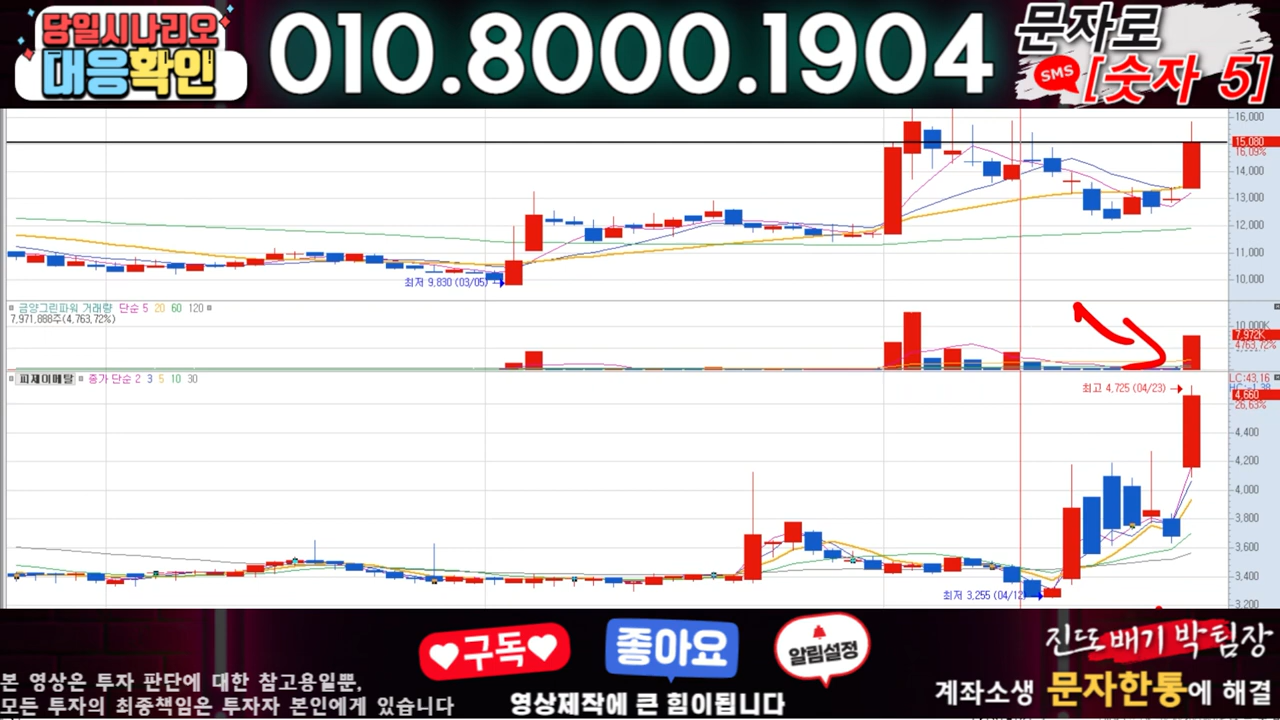 당일시나리오
대응확인
010.8000.1904
문자로
SMS
[숫자 5]
16,000
15,080
16,09%
14,000
13,000
12,000
11,000
10,000
최저 9,830 (03/05)
금양그린파워 거래량 단순 5 20 60 120
7,971,888주(4,763,72%)
10,000K
7,972K
4763,72%
피제이메탈 종가 단순 2 3 5 10 30
LC:43,16
HC:-1,38
최고 4,725 (04/23)
4,660
26,63%
4,400
4,200
4,000
3,800
3,600
3,400
3,200
최저 3,255 (04/12)
구독
좋아요
알림설정
진또배기 박팀장
본 영상은 투자 판단에 대한 참고용일뿐,
모든 투자의 최종책임은 투자자 본인에게 있습니다
영상제작에 큰 힘이됩니다
계좌소생 문자한통에 해결